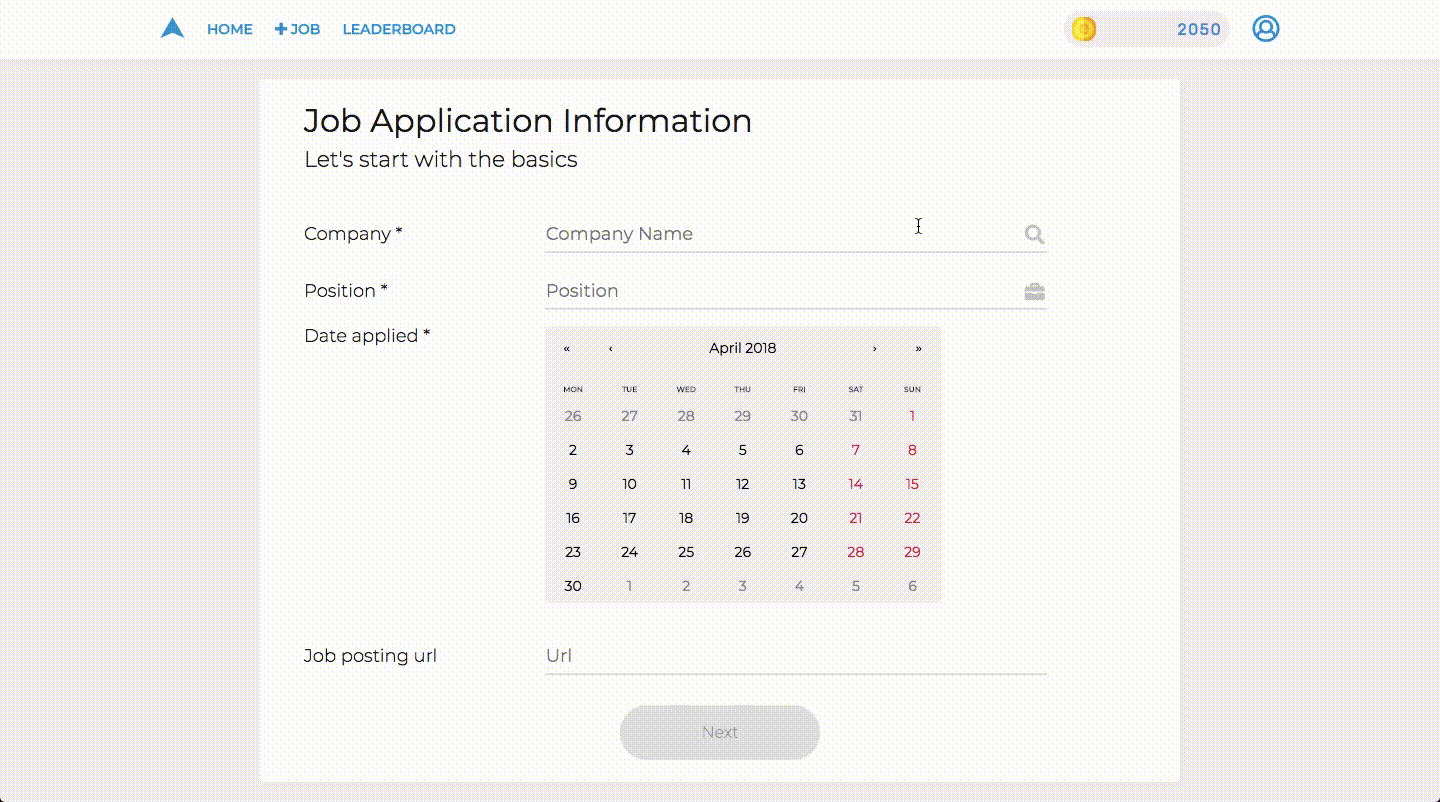 HOME JOB LEADERBOARD 2050
Job Application Information
Let's start with the basics
Company * Company Name
Position * Position
Date applied *
« ‹ April 2018 › »
MON TUE WED THU FRI SAT SUN
26 27 28 29 30 31 1
2 3 4 5 6 7 8
9 10 11 12 13 14 15
16 17 18 19 20 21 22
23 24 25 26 27 28 29
30 1 2 3 4 5 6
Job posting url Url
Next